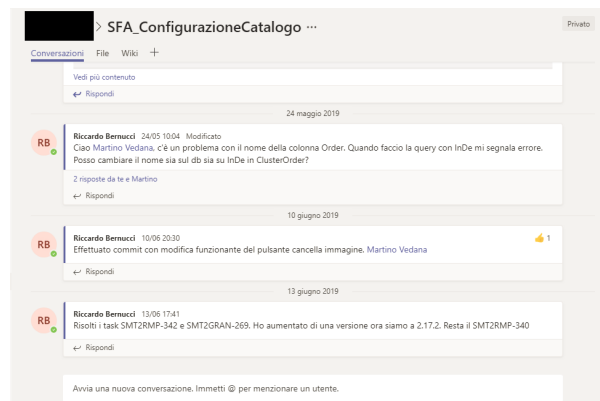 > SFA_ConfigurazioneCatalogo ...
Privato
Conversazioni File Wiki +
Vedi più contenuto
Rispondi
24 maggio 2019
RB
Riccardo Bernucci 24/05 10:04 Modificato
Ciao Martino Vedana, c'è un problema con il nome della colonna Order. Quando faccio la query con InDe mi segnala errore.
Posso cambiare il nome sia sul db sia su InDe in ClusterOrder?
2 risposte da te e Martino
Rispondi
10 giugno 2019
RB
Riccardo Bernucci 10/06 20:30
1
Effettuato commit con modifica funzionante del pulsante cancella immagine. Martino Vedana
Rispondi
13 giugno 2019
RB
Riccardo Bernucci 13/06 17:41
Risolti i task SMT2RMP-342 e SMT2GRAN-269. Ho aumentato di una versione ora siamo a 2.17.2. Resta il SMT2RMP-340
Rispondi
Avvia una nuova conversazione. Immetti @ per menzionare un utente.